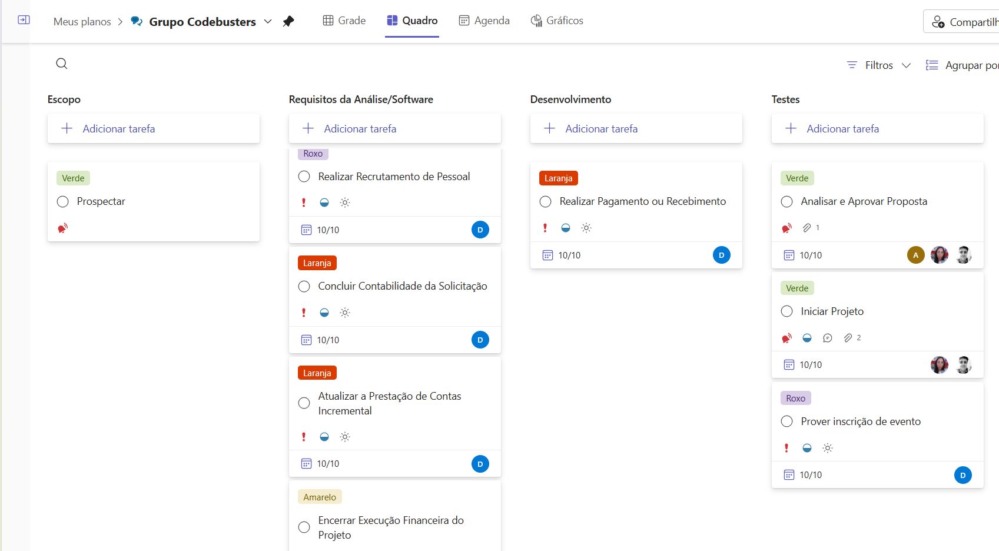 Meus planos > Grupo Codebusters
Grade
Quadro
Agenda
Gráficos
Compartilh
Filtros
Agrupar por
Escopo
+ Adicionar tarefa
Verde
Prospectar
Requisitos da Análise/Software
+ Adicionar tarefa
Roxo
Realizar Recrutamento de Pessoal
10/10
D
Laranja
Concluir Contabilidade da Solicitação
10/10
D
Laranja
Atualizar a Prestação de Contas
Incremental
10/10
D
Amarelo
Encerrar Execução Financeira do
Projeto
Desenvolvimento
+ Adicionar tarefa
Laranja
Realizar Pagamento ou Recebimento
10/10
D
Testes
+ Adicionar tarefa
Verde
Analisar e Aprovar Proposta
1
10/10
A
Verde
Iniciar Projeto
2
10/10
Roxo
Prover inscrição de evento
10/10
D